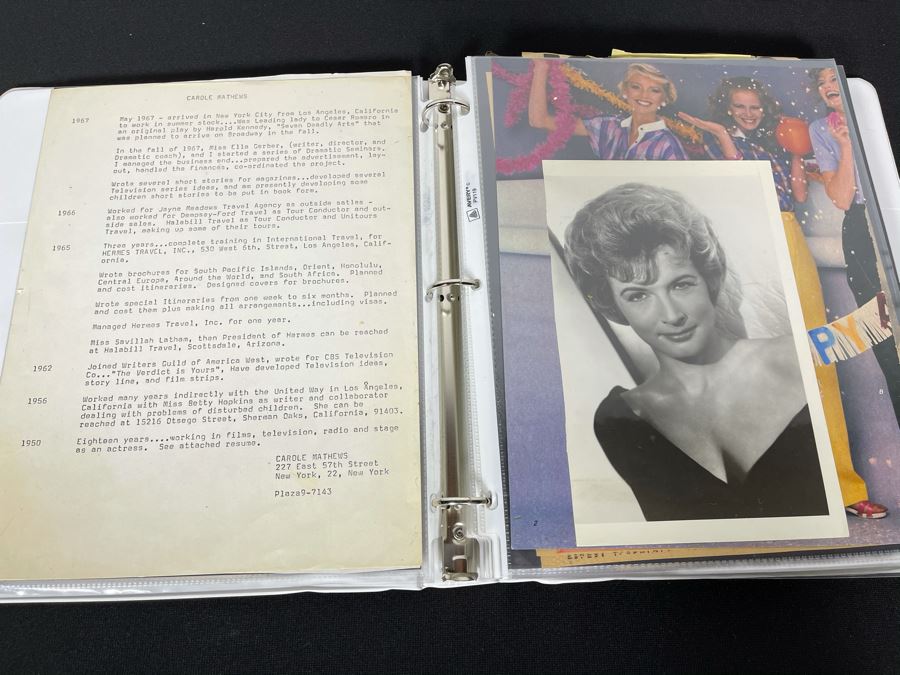 CAROLE MATHEWS
1967 May 1967 - arrived in New York City from Los Angeles, California
to work in summer stock...Was Leading lady to Cesar Romero in
an original play by Harold Kennedy, "Seven Deadly Arts" that
was planned to arrive on Broadway in the fall.
In the fall of 1967, Miss Ella Gerber, (writer, director, and
Dramatic coach), and I started a series of Dramatic Seminars.
I managed the business end...prepared the advertisement, lay-
out, handled the finances, co-ordinated the project.
Wrote several short stories for magazines...developed several
Television series ideas, and am presently developing some
children short stories to be put in book form.
1966 Worked for Jayne Meadows Travel Agency as outside sales -
also worked for Demosey-Ford Travel as Tour Conductor and out-
side sales. Halabill Travel as Tour Conductor and Unitours
Travel, making up some of their tours.
1965 Three years...complete training in International Travel, for
HERMES TRAVEL, INC., 530 West 6th, Street, Los Angeles, Calif-
ornia.
Wrote brochures for South Pacific Islands, Orient, Honolulu,
Central Europe, Around the World, and South Africa. Planned
and cost itineraries. Designed covers for brochures.
Wrote special Itineraries from one week to six months. Planned
and cost them plus making all arrangements...including visas.
Managed Hermes Travel, Inc. for one year.
Miss Savillah Latham, then President of Hermes can be reached
at Halabill Travel, Scottsdale, Arizona.
1962 Joined Writers Guild of America West, wrote for CBS Television
Co..."The Verdict is Yours", Have developed Television ideas,
story line, and film strips.
1956 Worked many years indirectly with the United Way in Los Angeles,
California with Miss Betty Hopkins as writer and collaborator
dealing with problems of disturbed children. She can be
reached at 15216 Otsego Street, Sherman Oaks, California, 91403.
1950 Eighteen years....working in films, television, radio and stage
as an actress. See attached resume.
CAROLE MATHEWS
227 East 57th Street
New York, 22, New York
Plaza9-7143
AVERY
PV119
PY
2
8